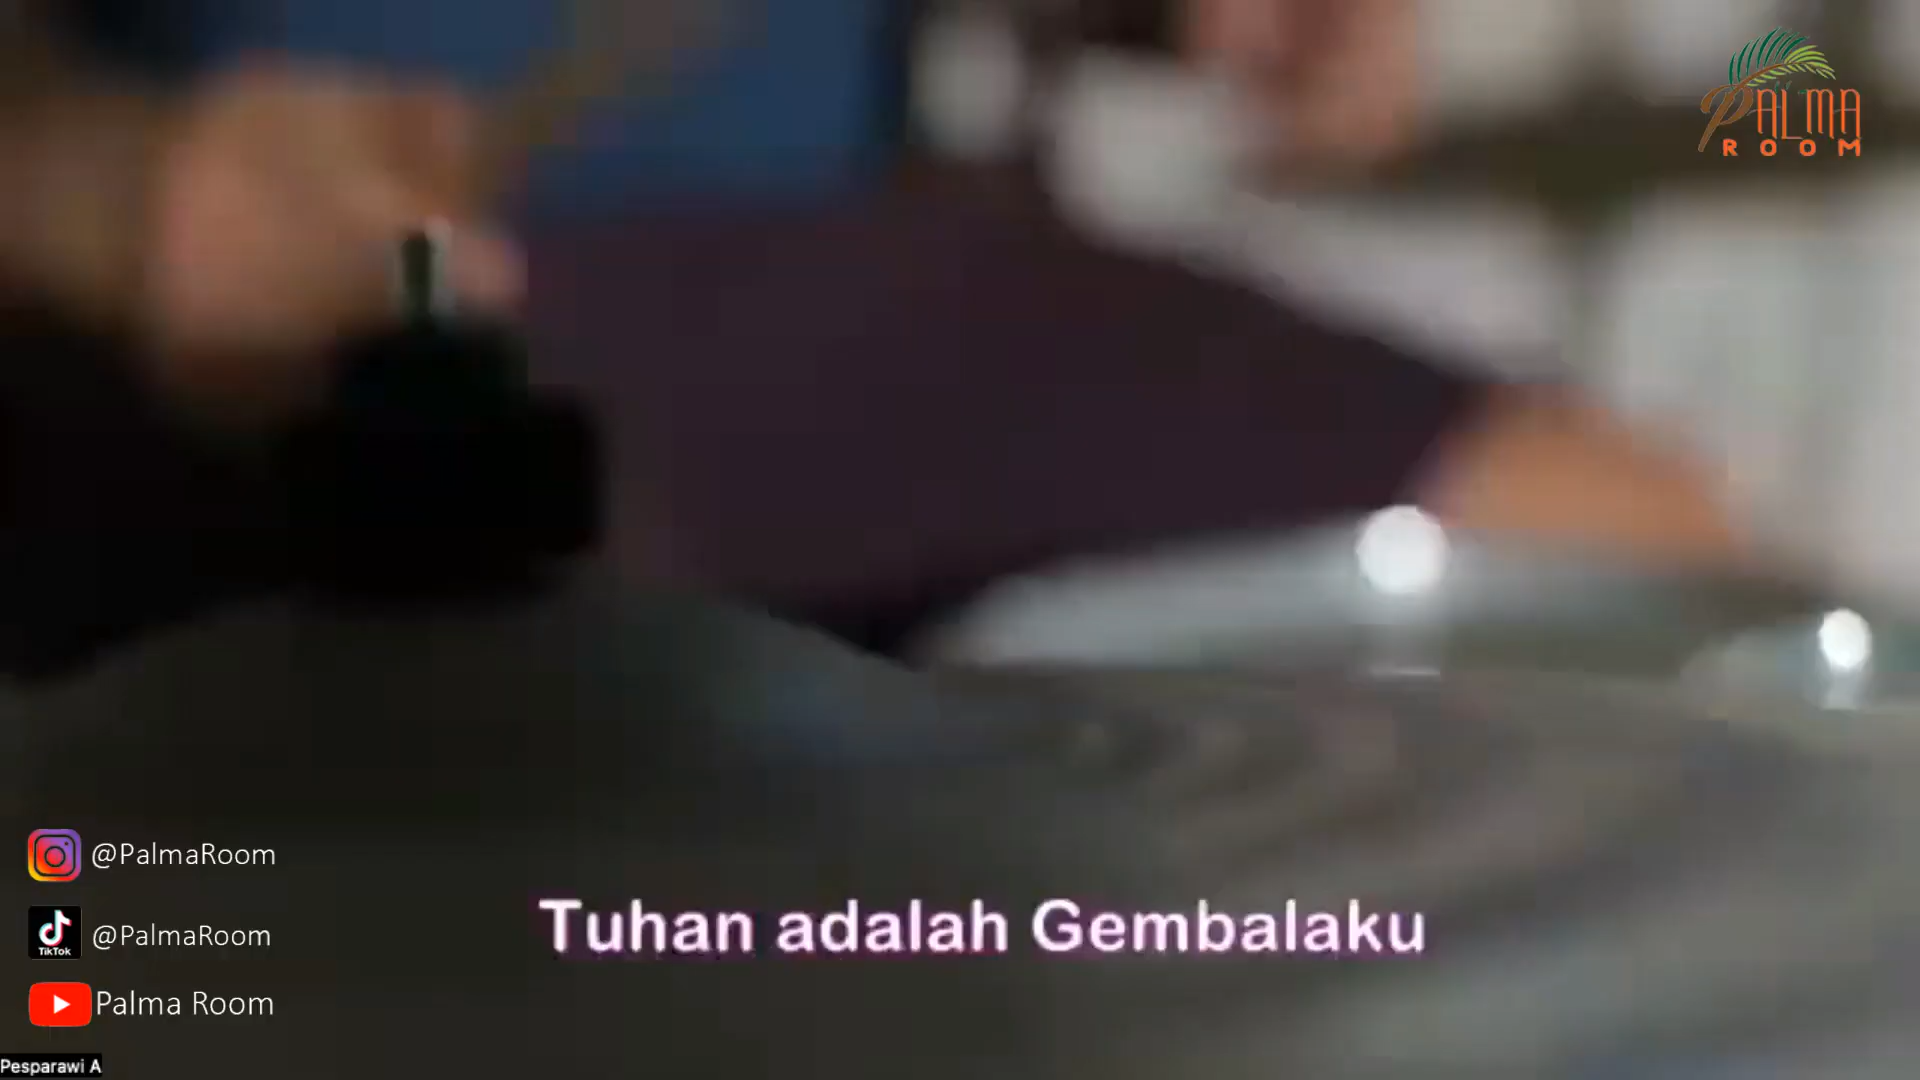 PALMA
ROOM
@PalmaRoom
TikTok
@PalmaRoom
Palma Room
Tuhan adalah Gembalaku
Pesparawi A